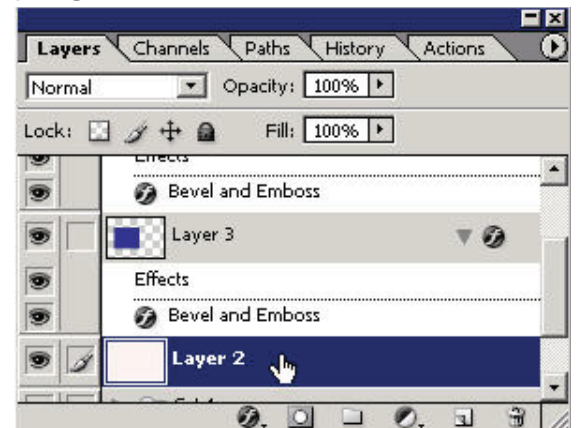 Layers Channels Paths History Actions
Normal Opacity: 100%
Lock: Fill: 100%
Effects
Bevel and Emboss
Layer 3
Effects
Bevel and Emboss
Layer 2